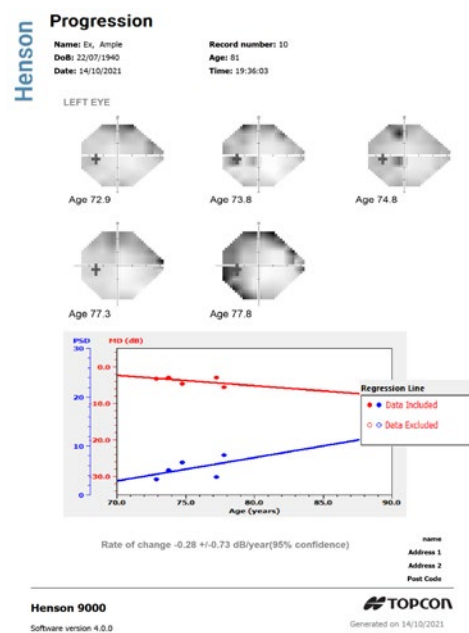 Henson
Progression
Name: Ex, Ample
Record number: 10
DoB: 22/07/1940
Age: 81
Date: 14/10/2021
Time: 19:36:03
LEFT EYE
Age 72.9
Age 73.8
Age 74.8
Age 77.3
Age 77.8
PSD
MD (dB)
30
20
10
0
0.0
10.0
20.0
30.0
70.0
75.0
80.0
85.0
90.0
Age (years)
Regression Line
Data Included
Data Excluded
Rate of change -0.28 +/-0.73 dB/year(95% confidence)
name
Address 1
Address 2
Post Code
Henson 9000
TOPCON
Software version 4.0.0
Generated on 14/10/2021